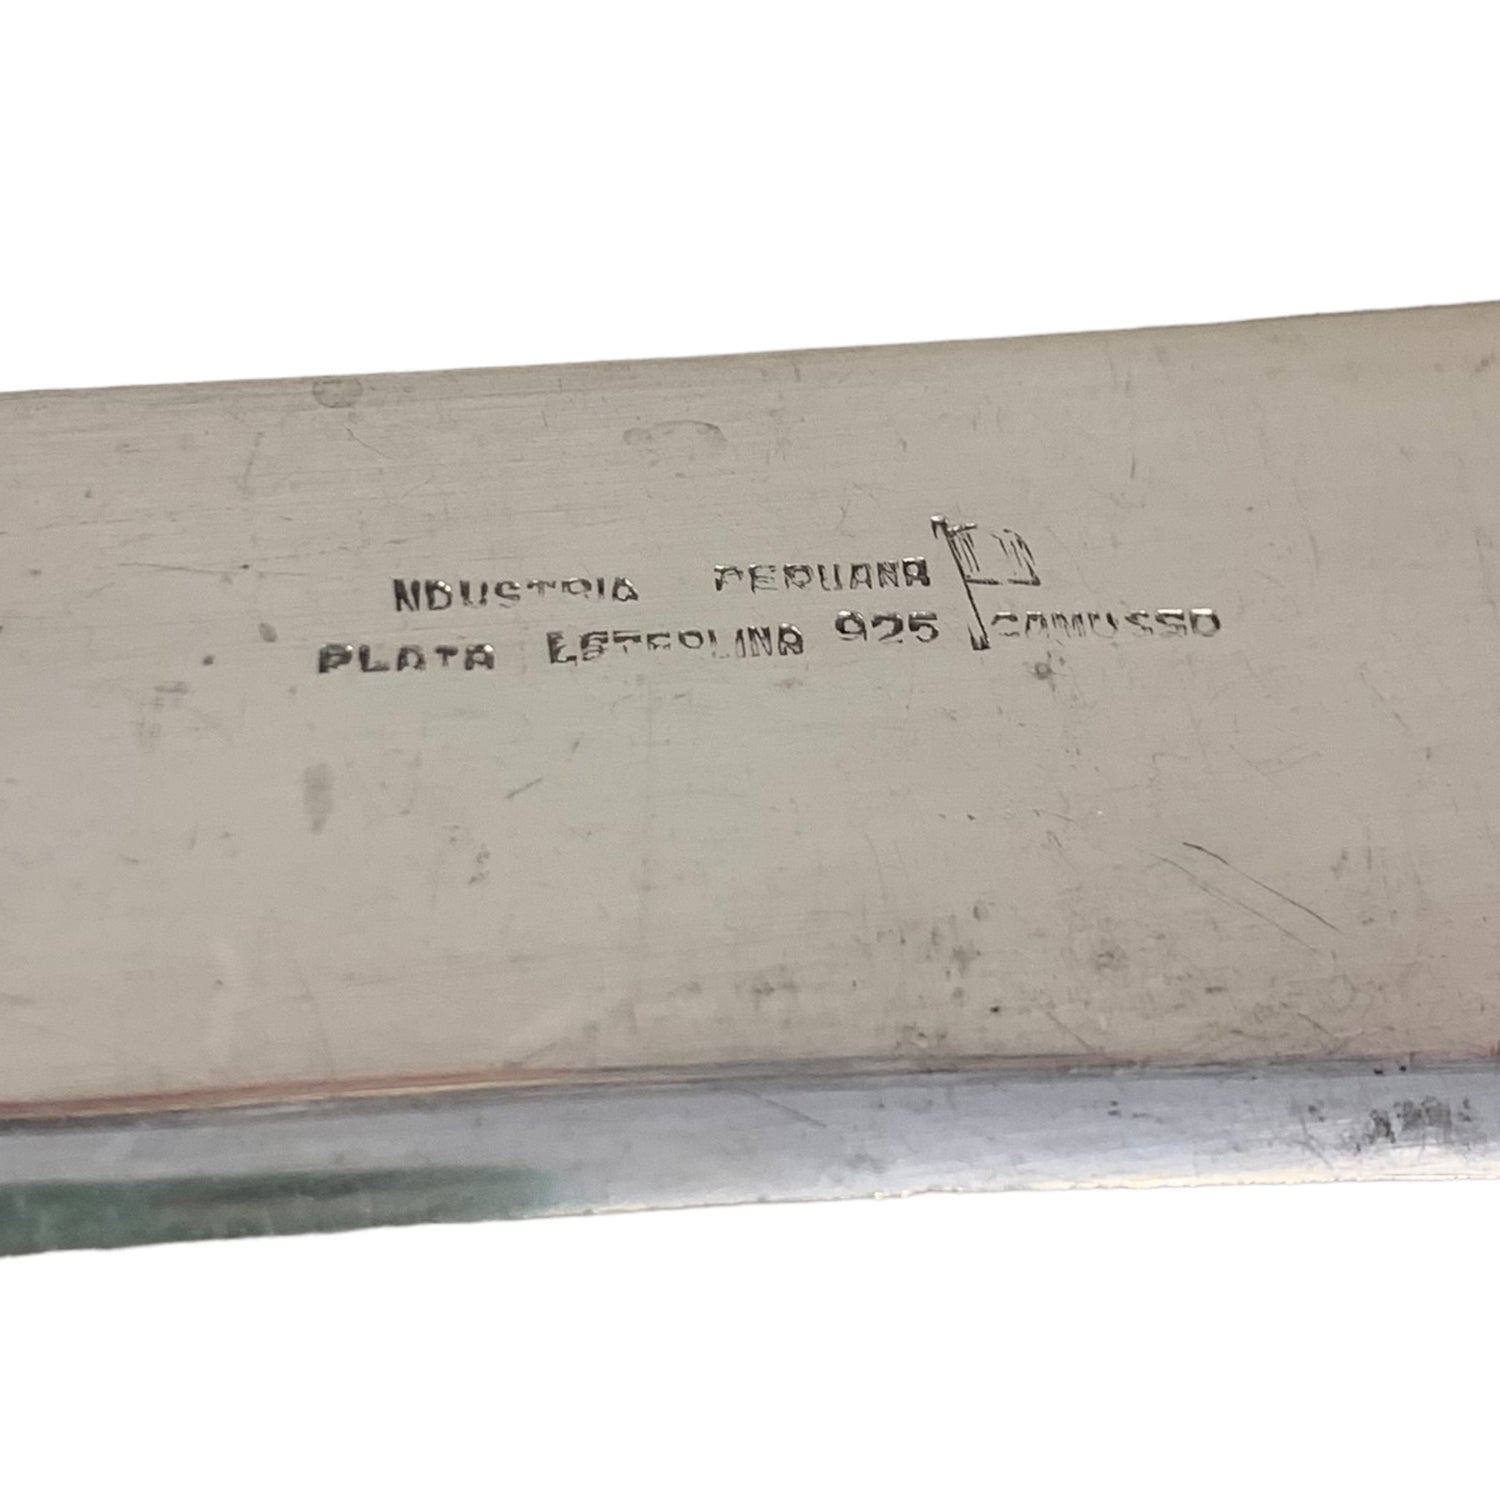 NDUSTRIA PERUANA
PLATA ESTERLINA 925 CAMUSSO